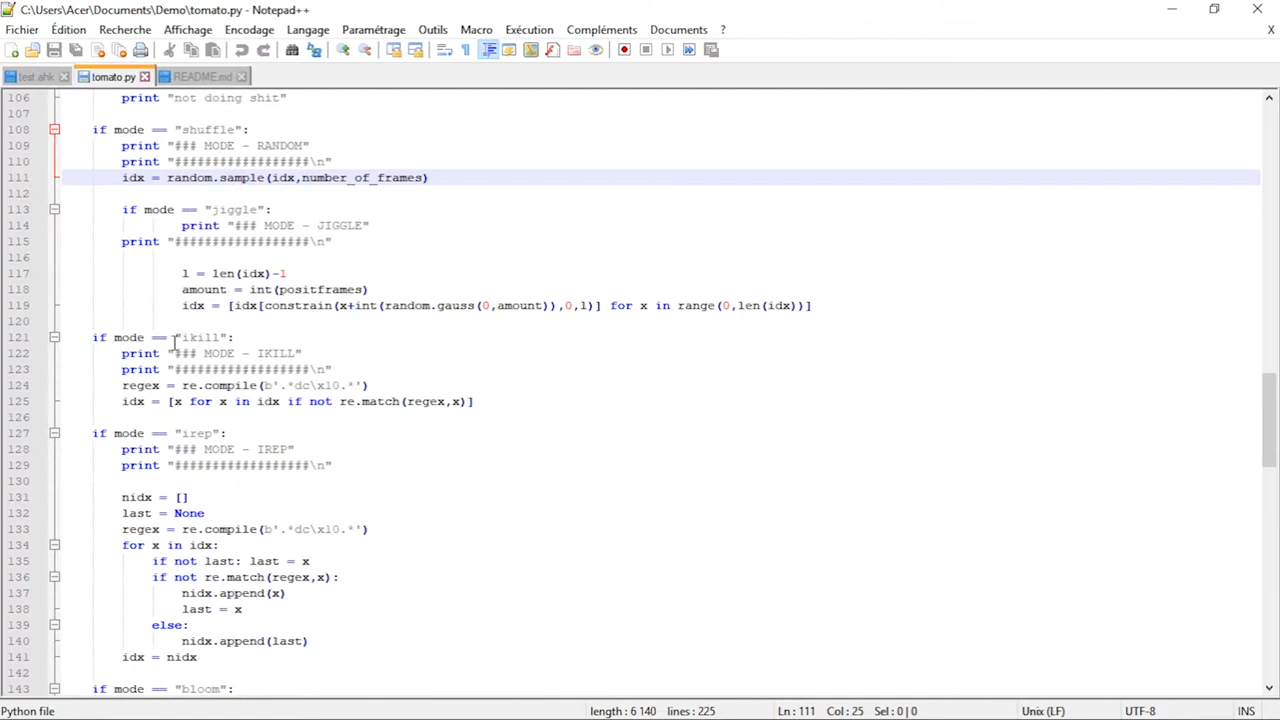 C:\Users\Acer\Documents\Demo\tomato.py - Notepad++
Fichier Édition Recherche Affichage Encodage Langage Paramétrage Outils Macro Exécution Compléments Documents ? X
test.ahk tomato.py README.md
106 print "not doing shit"
107
108 if mode == "shuffle":
109 print "### MODE - RANDOM"
110 print "##################\n"
111 idx = random.sample(idx,number_of_frames)
112
113 if mode == "jiggle":
114 print "### MODE - JIGGLE"
115 print "##################\n"
116
117 l = len(idx)-1
118 amount = int(positframes)
119 idx = [idx[constrain(x+int(random.gauss(0,amount)),0,l)] for x in range(0,len(idx))]
120
121 if mode == "ikill":
122 print "### MODE - IKILL"
123 print "##################\n"
124 regex = re.compile(b'.*dc\x10.*')
125 idx = [x for x in idx if not re.match(regex,x)]
126
127 if mode == "irep":
128 print "### MODE - IREP"
129 print "##################\n"
130
131 nidx = []
132 last = None
133 regex = re.compile(b'.*dc\x10.*')
134 for x in idx:
135 if not last: last = x
136 if not re.match(regex,x):
137 nidx.append(x)
138 last = x
139 else:
140 nidx.append(last)
141 idx = nidx
142
143 if mode == "bloom":
Python file length : 6 140 lines : 225 Ln : 111 Col : 25 Sel : 0 | 0 Unix (LF) UTF-8 INS